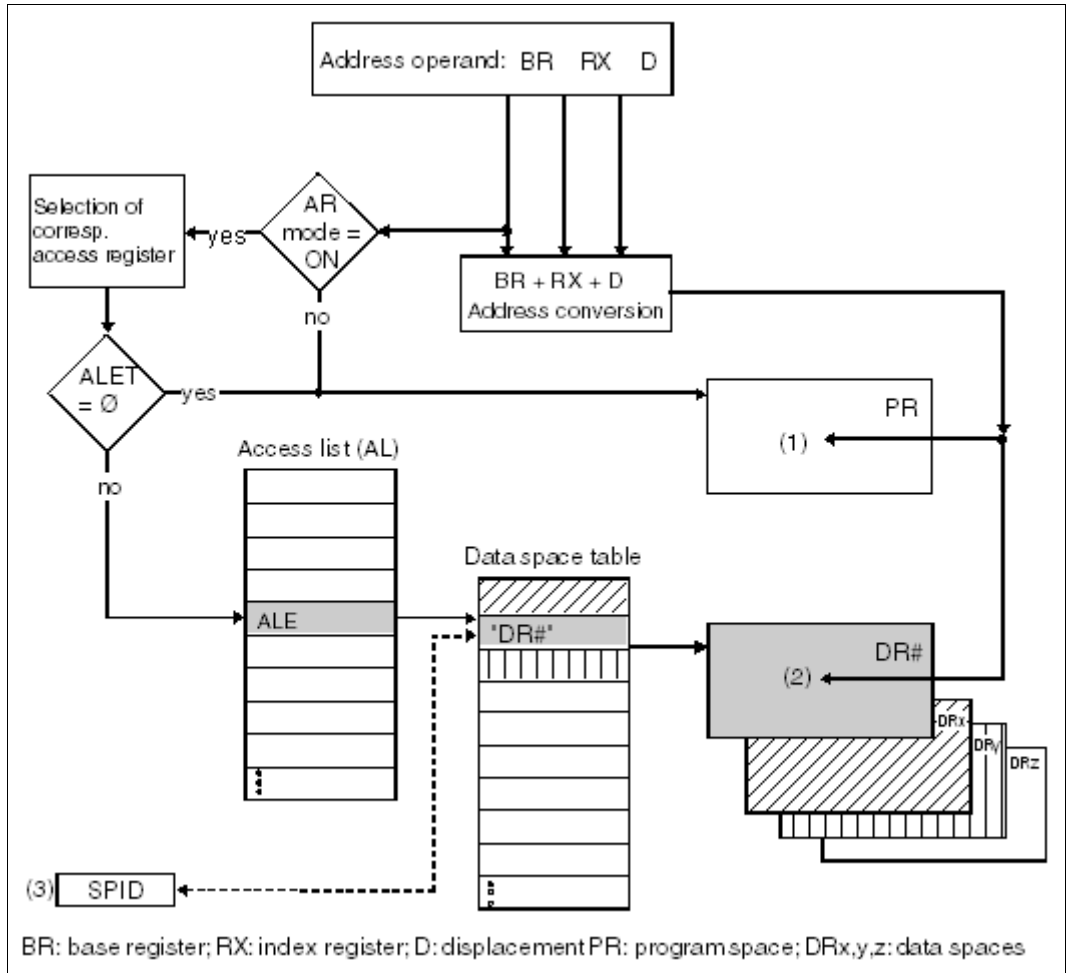 Address operand: BR RX D
Selection of
corresp.
access register
yes
AR
mode =
ON
BR + RX + D
Address conversion
no
ALET
= Ø
yes
PR
(1)
no
Access list (AL)
Data space table
ALE
"DR#"
DR#
(2)
DRx
DRy
DRz
(3) SPID
BR: base register; RX: index register; D: displacement PR: program space; DRx,y,z: data spaces